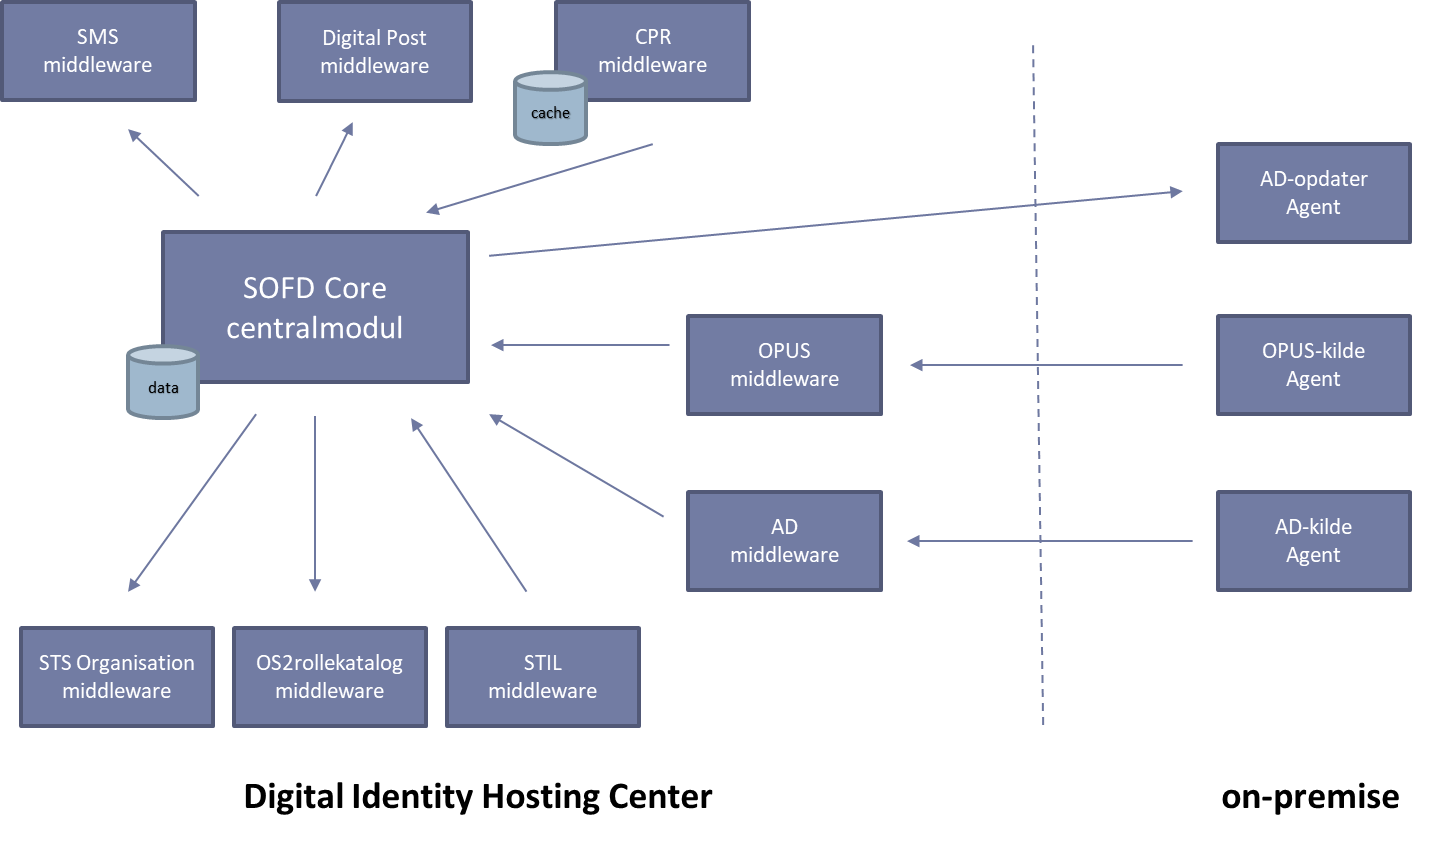 SMS
middleware
Digital Post
middleware
CPR
middleware
cache
AD-opdater
Agent
SOFD Core
centralmodul
data
OPUS
middleware
OPUS-kilde
Agent
AD
middleware
AD-kilde
Agent
STS Organisation
middleware
OS2rollekatalog
middleware
STIL
middleware
Digital Identity Hosting Center
on-premise